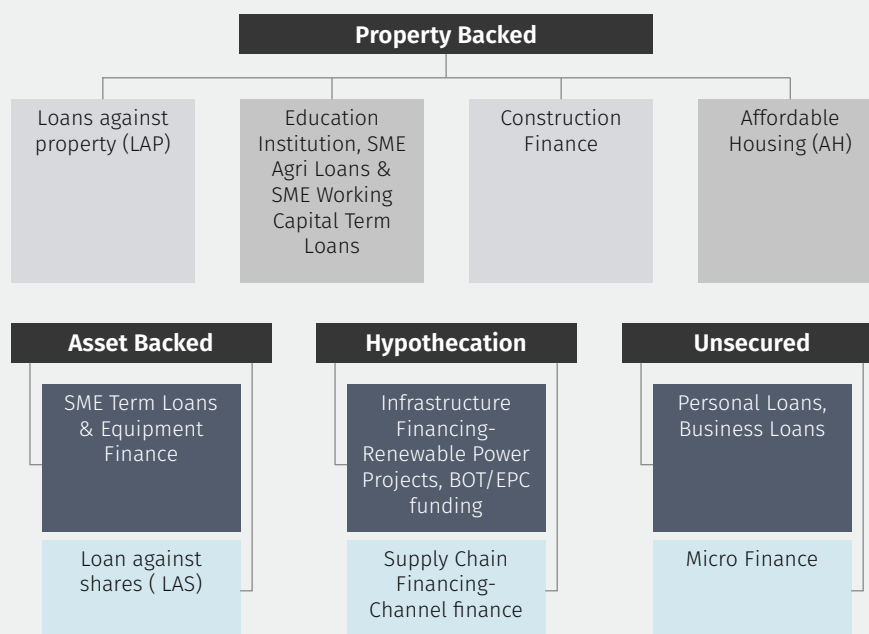 Property Backed
Loans against
property (LAP)
Education
Institution, SME
Agri Loans &
SME Working
Capital Term
Loans
Construction
Finance
Affordable
Housing (AH)
Asset Backed
SME Term Loans
& Equipment
Finance
Loan against
shares ( LAS)
Hypothecation
Infrastructure
Financing-
Renewable Power
Projects, BOT/EPC
funding
Supply Chain
Financing-
Channel finance
Unsecured
Personal Loans,
Business Loans
Micro Finance